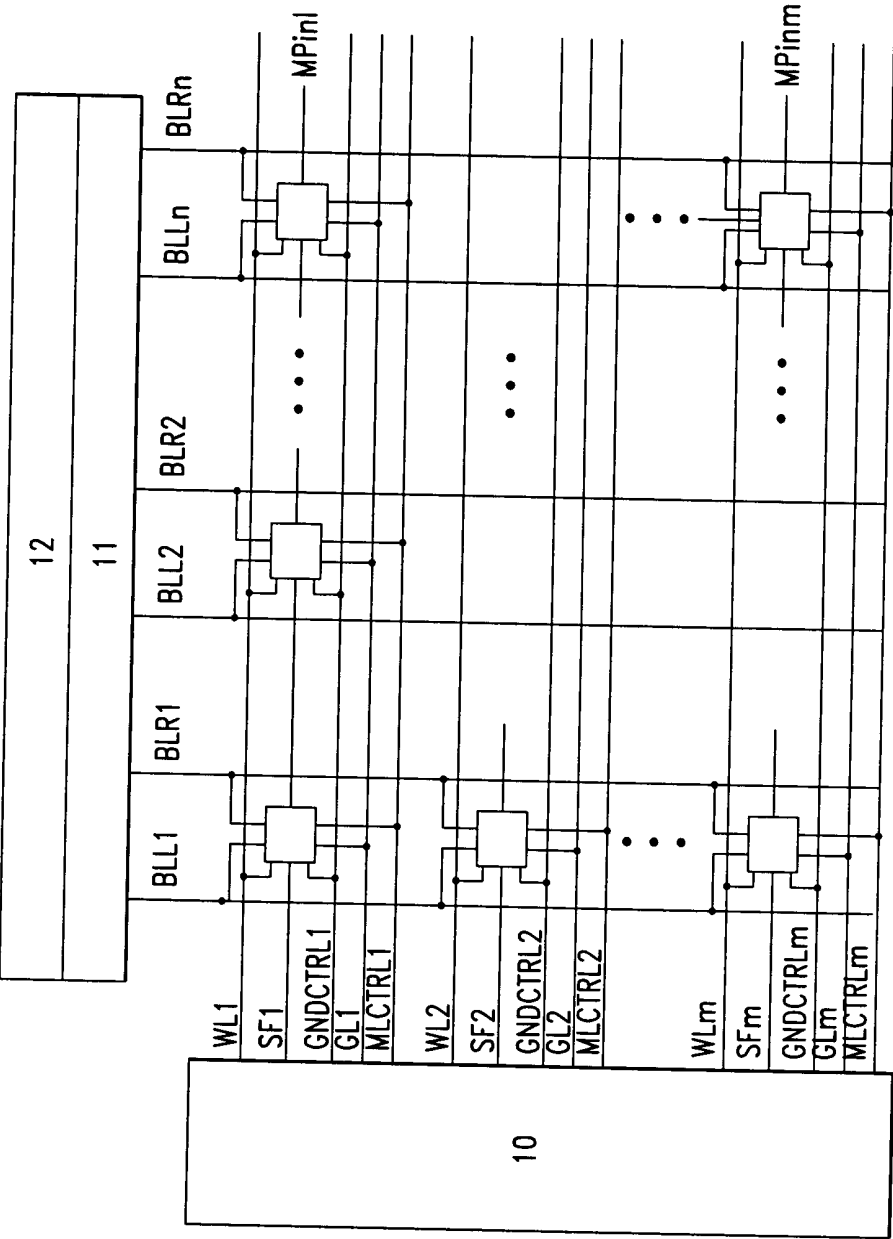 12
11
BLL1
BLR1
BLL2
BLR2
BLLn
BLRn
WL1
SF1
GNDCTRL1
GL1
MLCTRL1
MPin1
WL2
SF2
GNDCTRL2
GL2
MLCTRL2
WLm
SFm
GNDCTRLm
GLm
MLCTRLm
MPinm
10